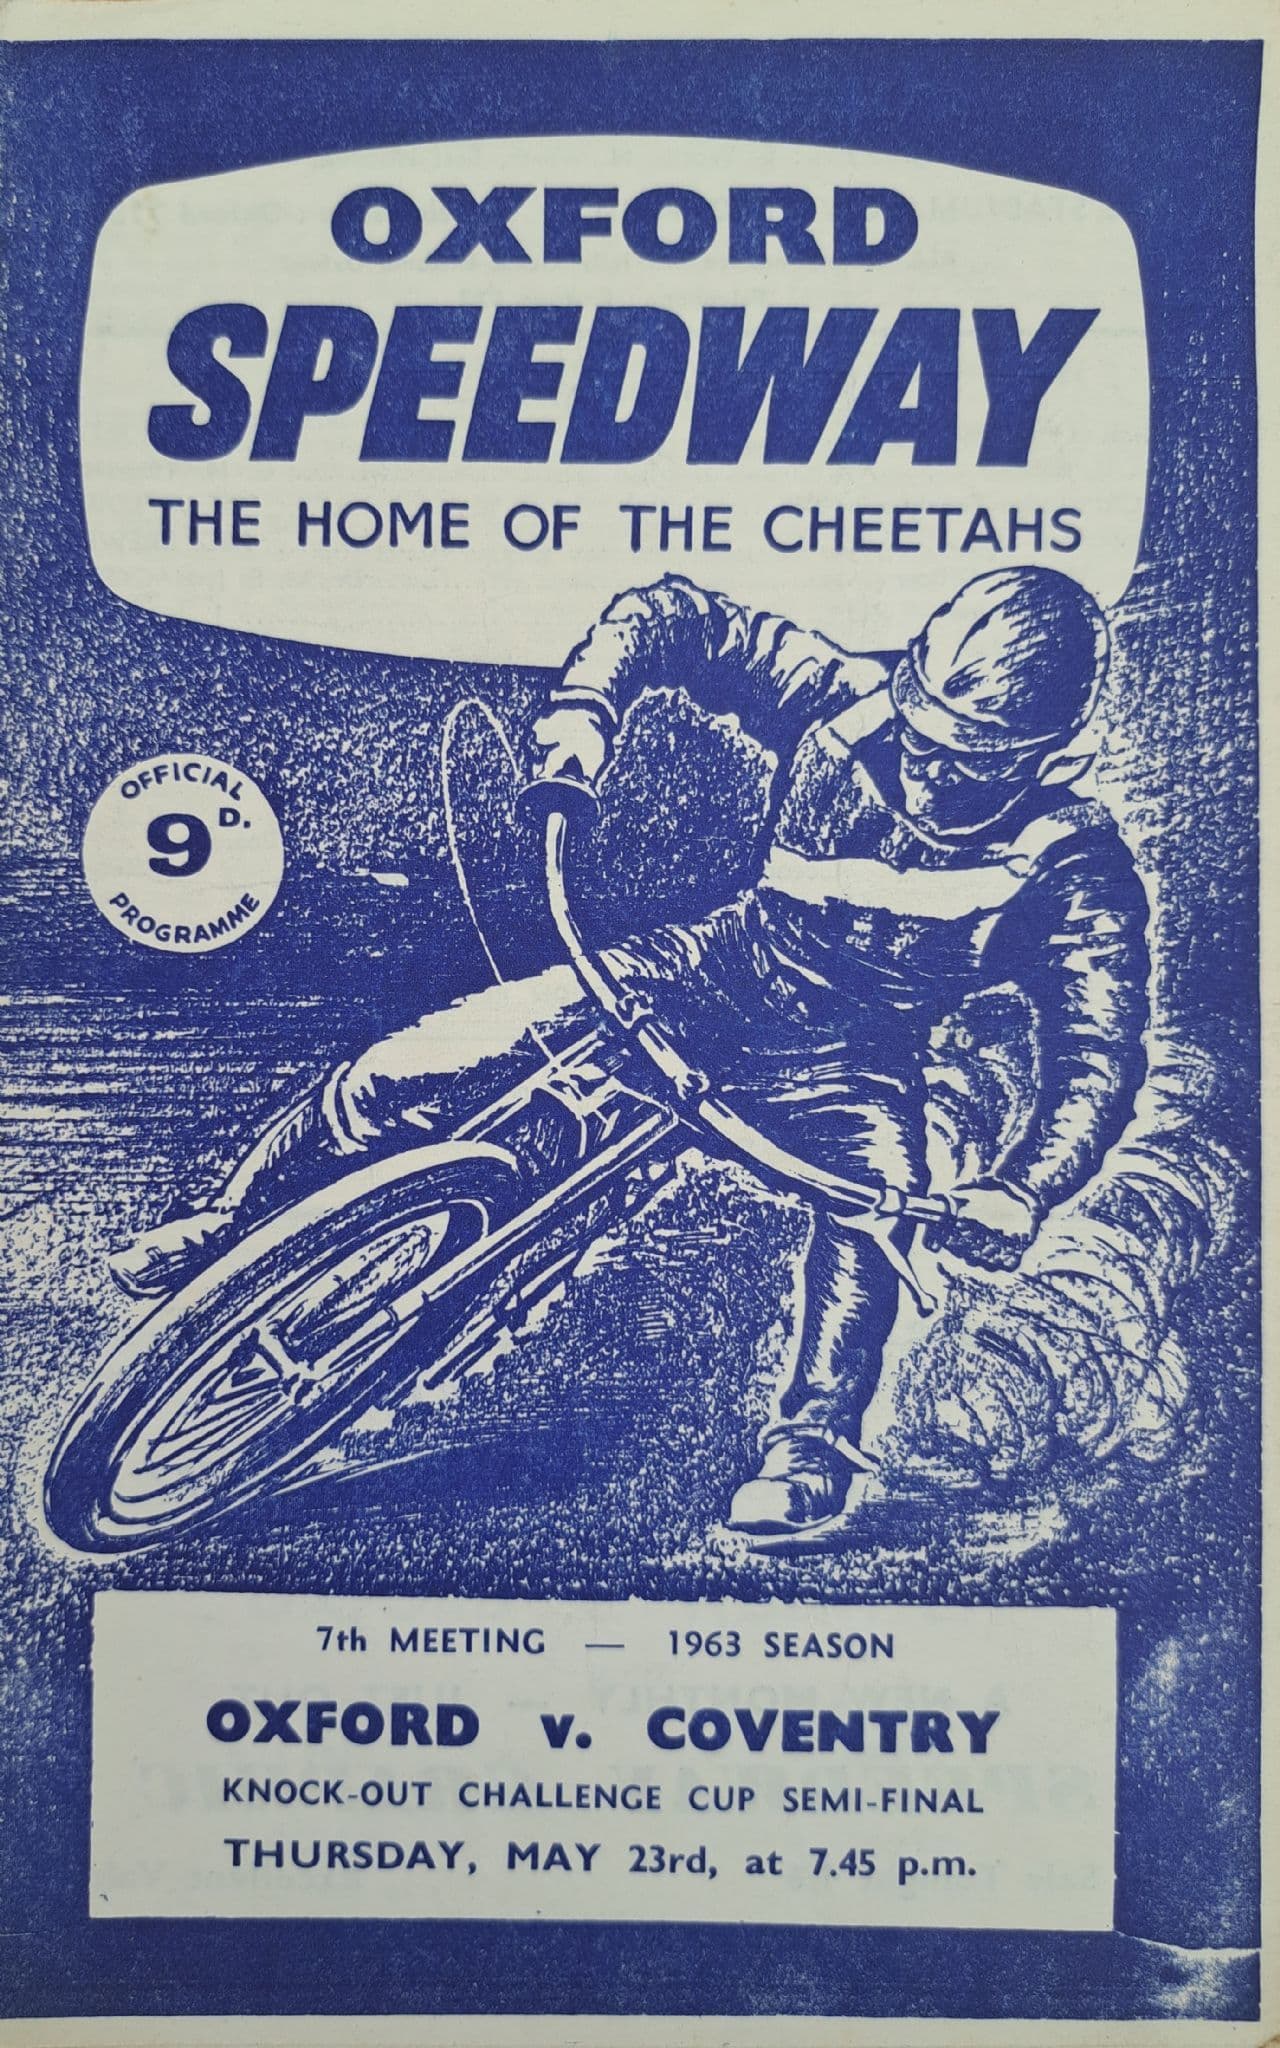 OXFORD
SPEEDWAY
THE HOME OF THE CHEETAHS
OFFICIAL
9D.
PROGRAMME
7th MEETING — 1963 SEASON
OXFORD v. COVENTRY
KNOCK-OUT CHALLENGE CUP SEMI-FINAL
THURSDAY, MAY 23rd, at 7.45 p.m.